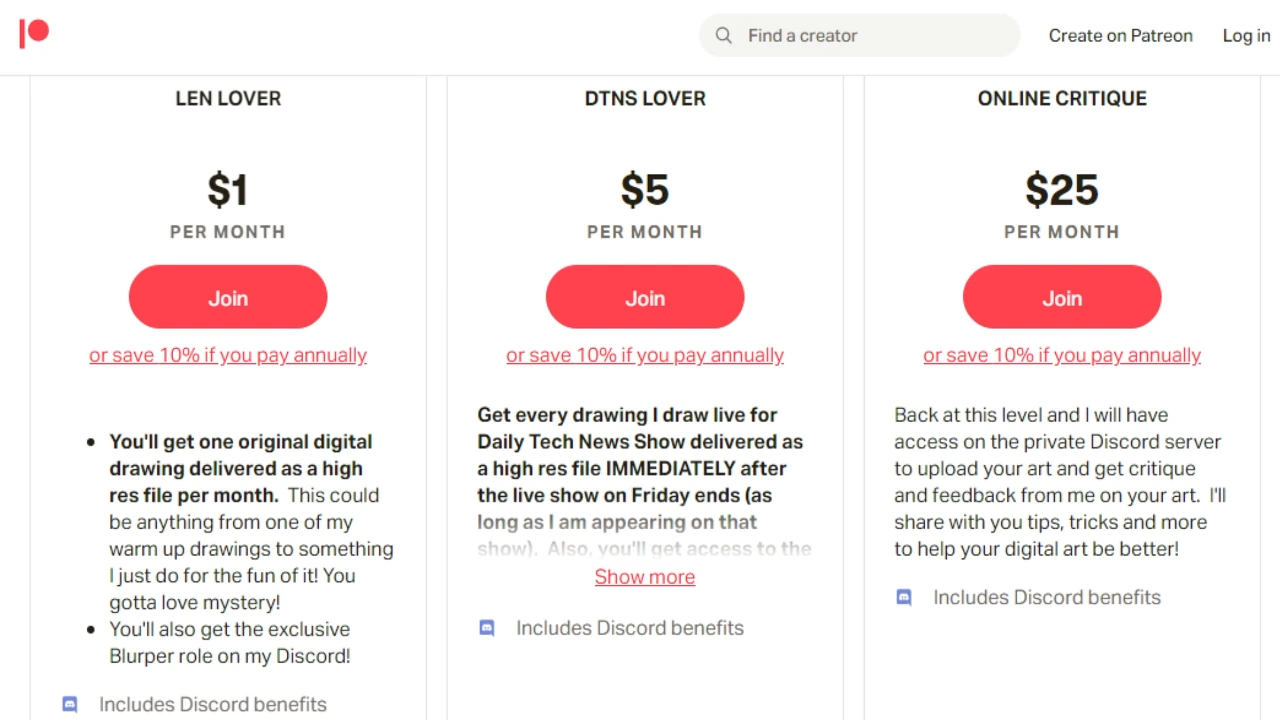 Find a creator
Create on Patreon
Log in
LEN LOVER
$1
PER MONTH
Join
or save 10% if you pay annually
You'll get one original digital
drawing delivered as a high
res file per month. This could
be anything from one of my
warm up drawings to something
I just do for the fun of it! You
gotta love mystery!
You'll also get the exclusive
Blurper role on my Discord!
Includes Discord benefits
DTNS LOVER
$5
PER MONTH
Join
or save 10% if you pay annually
Get every drawing I draw live for
Daily Tech News Show delivered as
a high res file IMMEDIATELY after
the live show on Friday ends (as
long as I am appearing on that
show). Also, you'll get access to the
Show more
Includes Discord benefits
ONLINE CRITIQUE
$25
PER MONTH
Join
or save 10% if you pay annually
Back at this level and I will have
access on the private Discord server
to upload your art and get critique
and feedback from me on your art. I'll
share with you tips, tricks and more
to help your digital art be better!
Includes Discord benefits